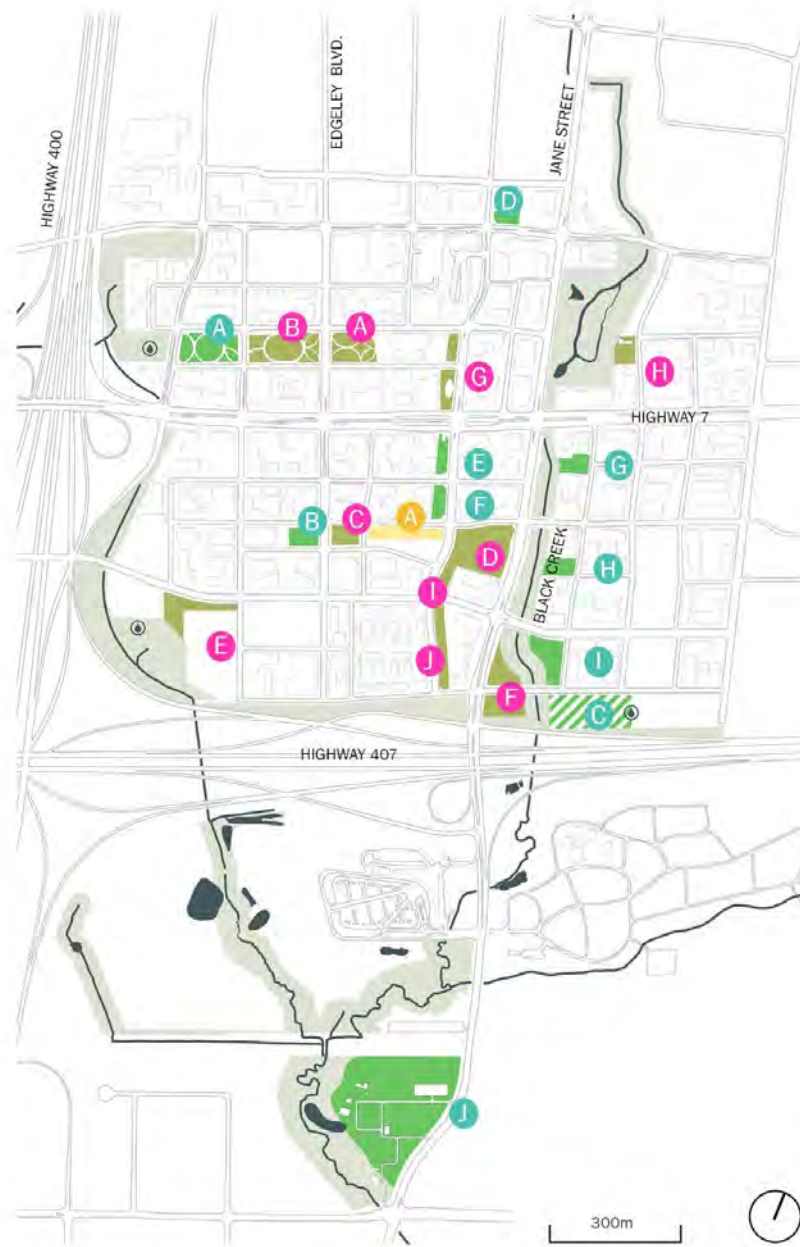 EDGELEY BLVD.
HIGHWAY 400
JANE STREET
D
A
B
A
G
H
HIGHWAY 7
E
G
F
B
C
A
D
BLACK CREEK
H
I
E
J
I
F
C
HIGHWAY 407
J
300m